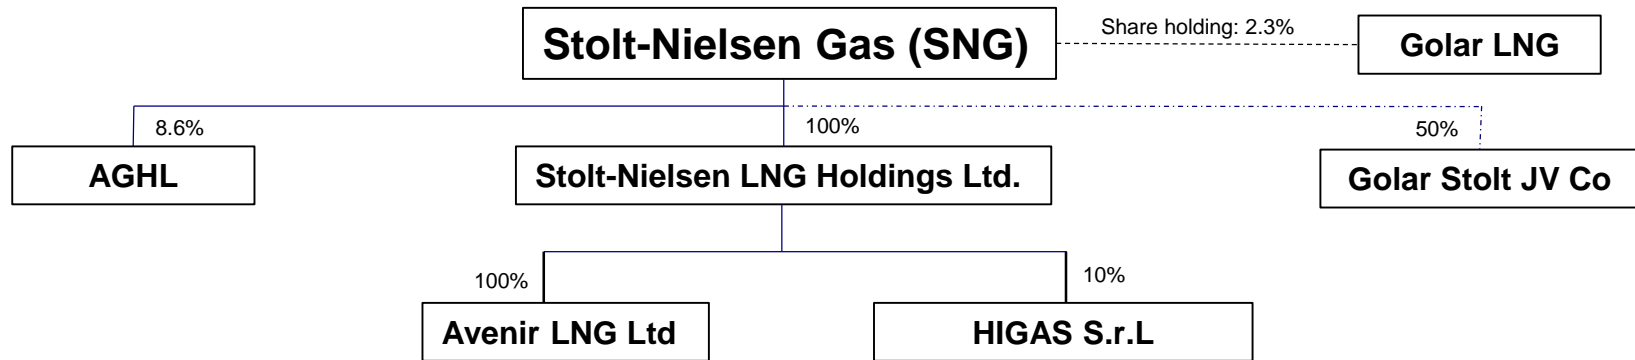 Stolt-Nielsen Gas (SNG)
Share holding: 2.3%
Golar LNG
8.6%
100%
50%
AGHL
Stolt-Nielsen LNG Holdings Ltd.
Golar Stolt JV Co
100%
10%
Avenir LNG Ltd
HIGAS S.r.L